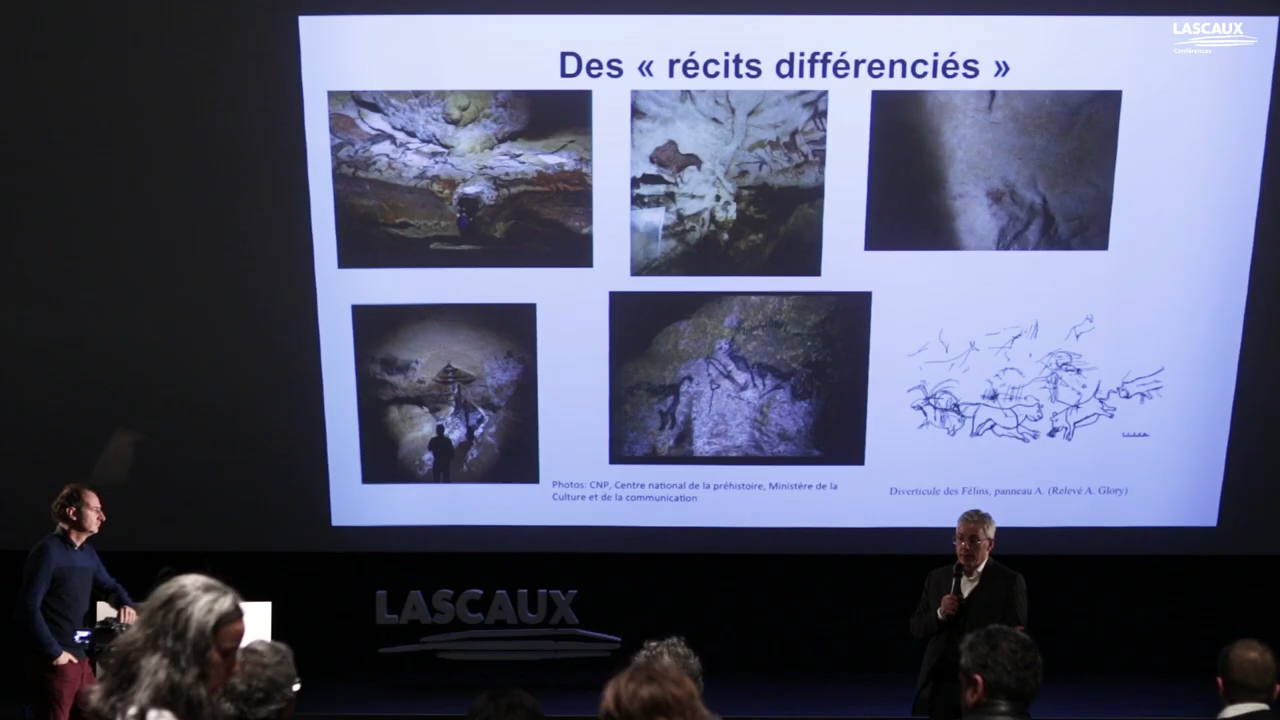 LASCAUX
Conférences
Des « récits différenciés »
Photos: CNP, Centre national de la préhistoire, Ministère de la
Culture et de la communication
Diverticule des Félins, panneau A. (Relevé A. Glory)
LASCAUX